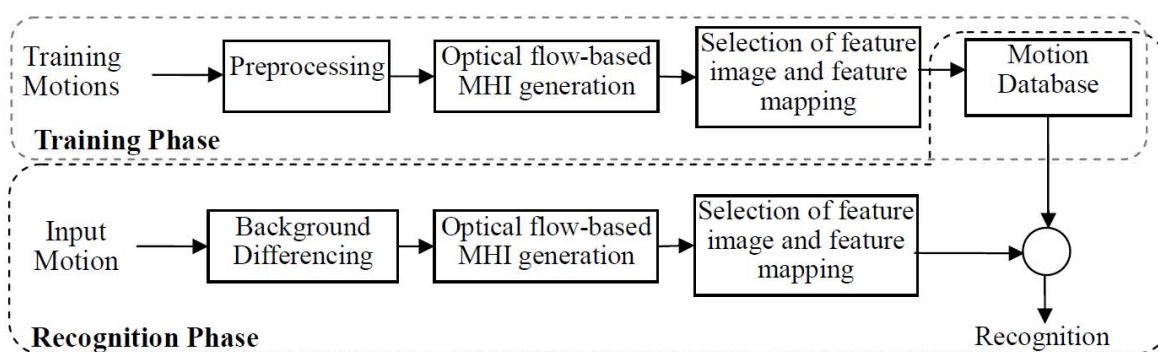 Training
Motions
Preprocessing
Optical flow-based
MHI generation
Selection of feature
image and feature
mapping
Motion
Database
Training Phase
Input
Motion
Background
Differencing
Optical flow-based
MHI generation
Selection of feature
image and feature
mapping
Recognition Phase
Recognition